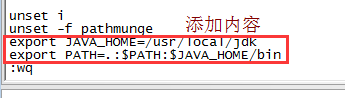 unset i
unset -f pathmunge
添加内容
export JAVA_HOME=/usr/local/jdk
export PATH=.:$PATH:$JAVA_HOME/bin
:wq